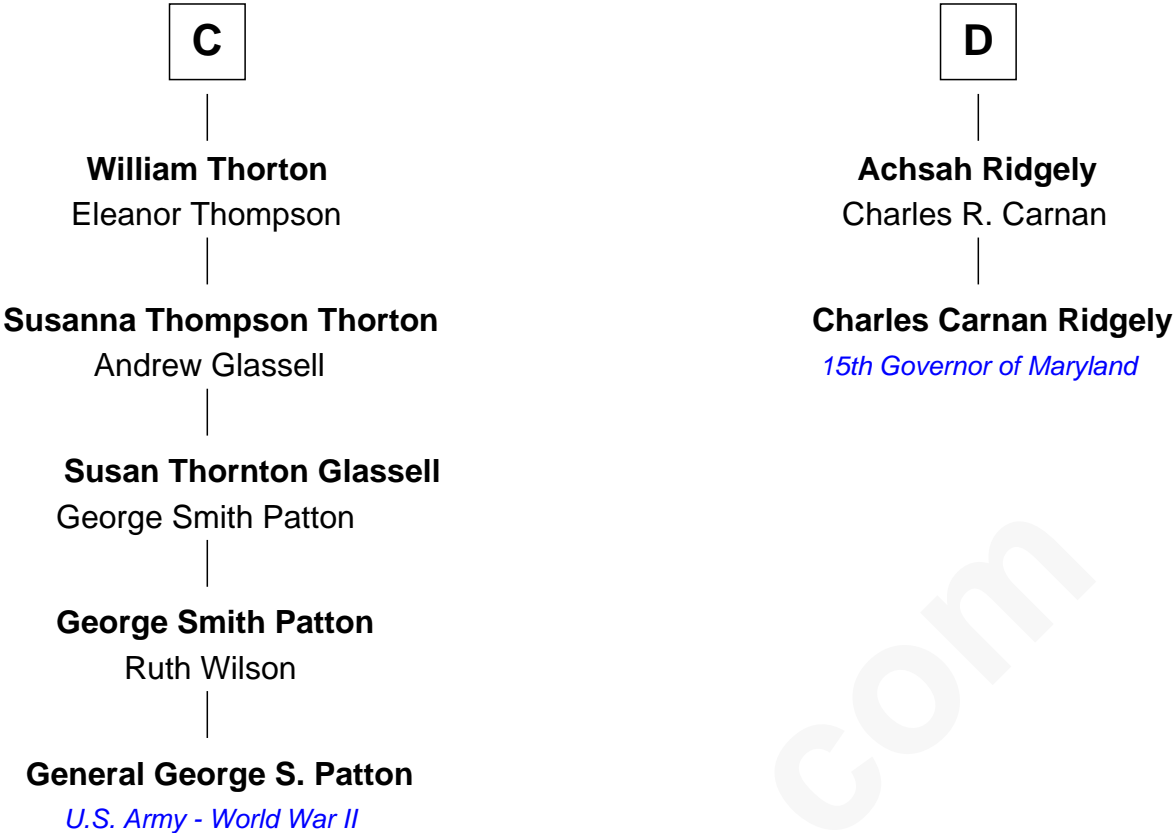 C
William Thorton
Eleanor Thompson
Susanna Thompson Thorton
Andrew Glassell
Susan Thornton Glassell
George Smith Patton
George Smith Patton
Ruth Wilson
General George S. Patton
U.S. Army - World War II
D
Achsah Ridgely
Charles R. Carnan
Charles Carnan Ridgely
15th Governor of Maryland
com